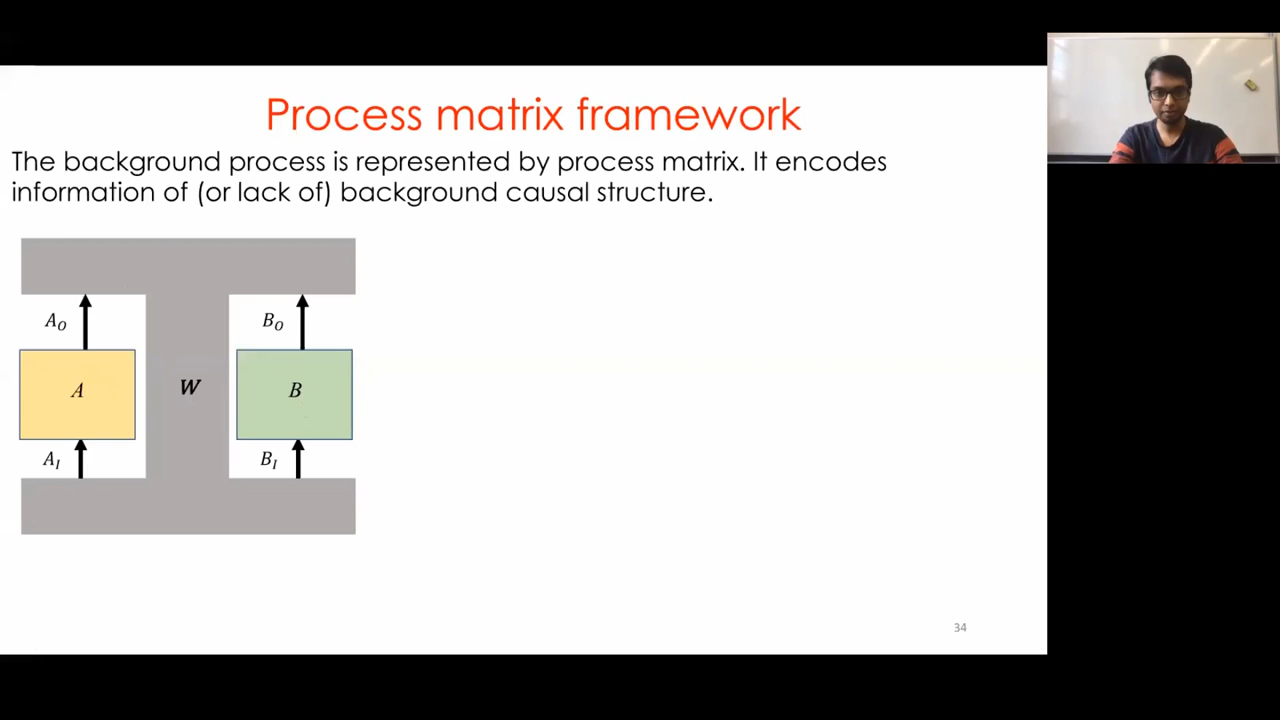 Process matrix framework
The background process is represented by process matrix. It encodes
information of (or lack of) background causal structure.
A_O
B_O
A
W
B
A_I
B_I
34